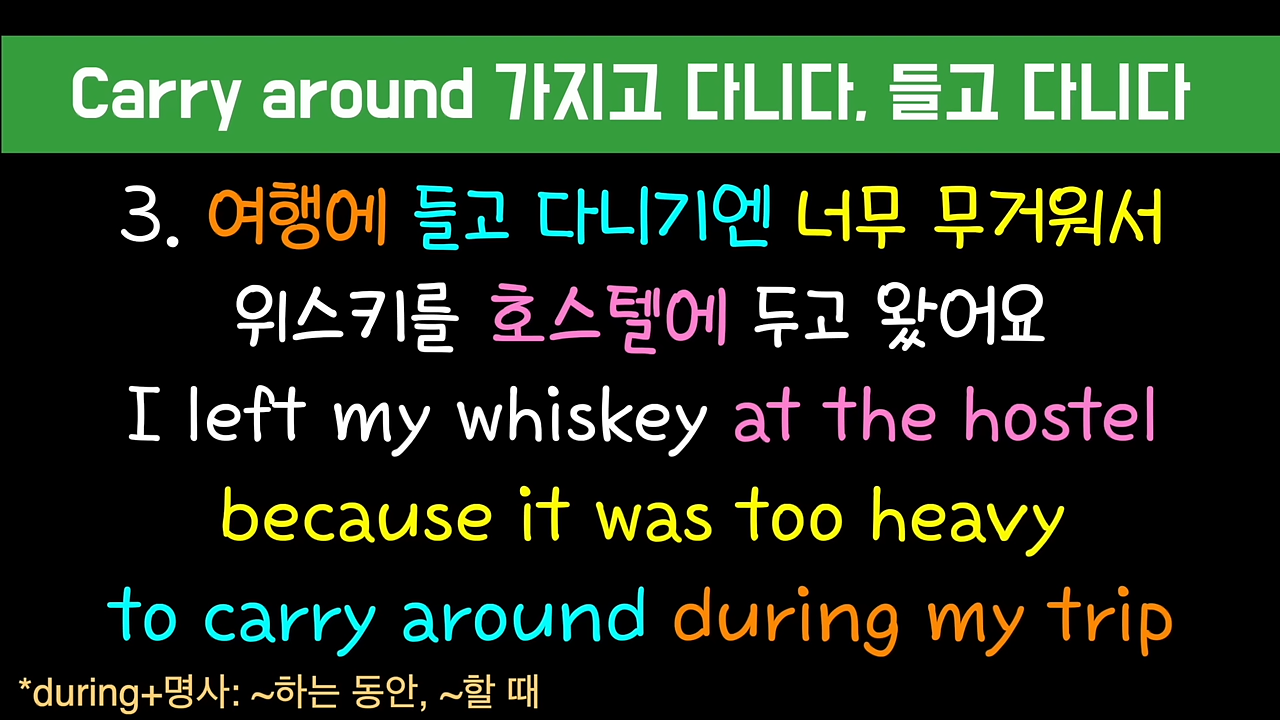 Carry around 가지고 다니다, 들고 다니다
3. 여행에 들고 다니기엔 너무 무거워서
위스키를 호스텔에 두고 왔어요
I left my whiskey at the hostel
because it was too heavy
to carry around during my trip
*during+명사: ~하는 동안, ~할 때